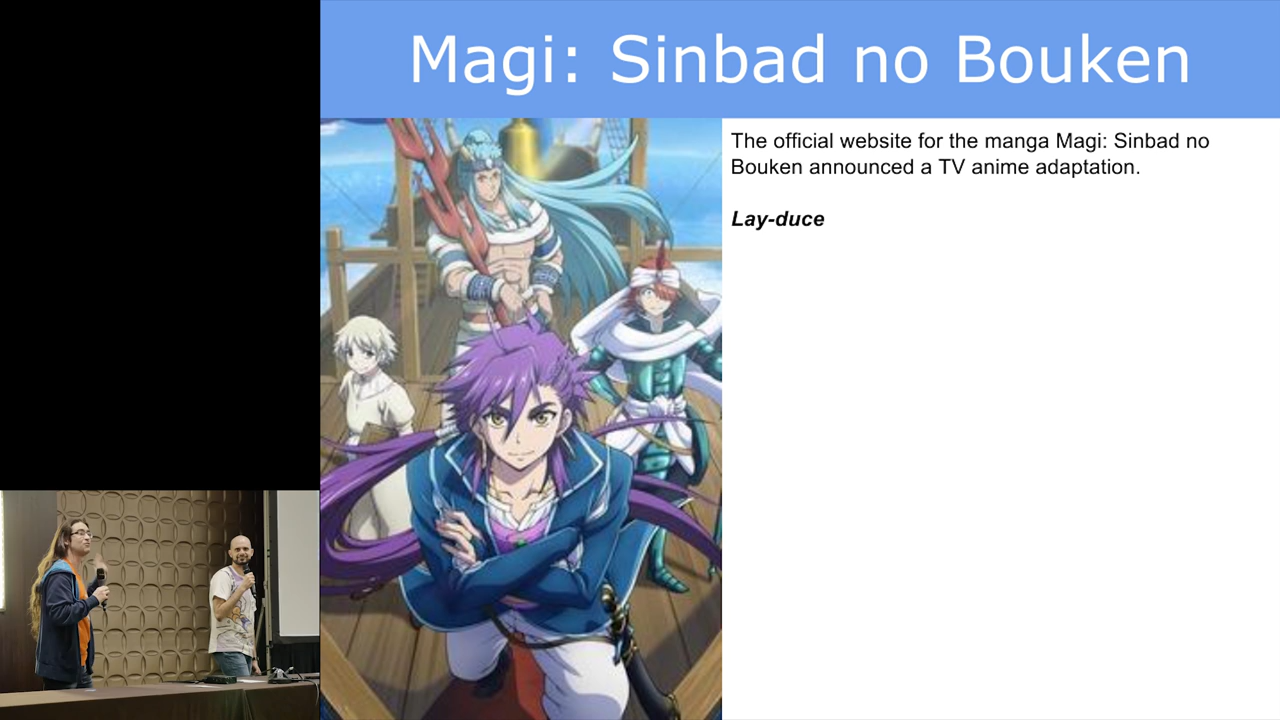 Magi: Sinbad no Bouken
The official website for the manga Magi: Sinbad no
Bouken announced a TV anime adaptation.
Lay-duce